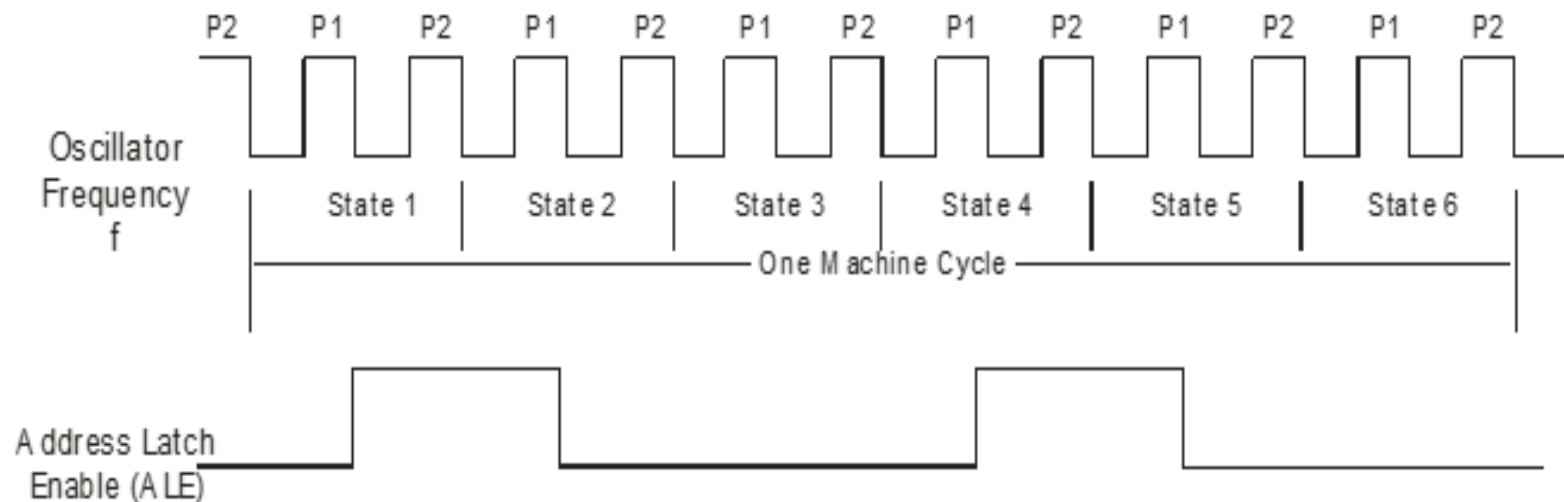 P2 P1 P2 P1 P2 P1 P2 P1 P2 P1 P2 P1 P2
Oscillator
Frequency
f
State 1 State 2 State 3 State 4 State 5 State 6
One Machine Cycle
Address Latch
Enable (ALE)